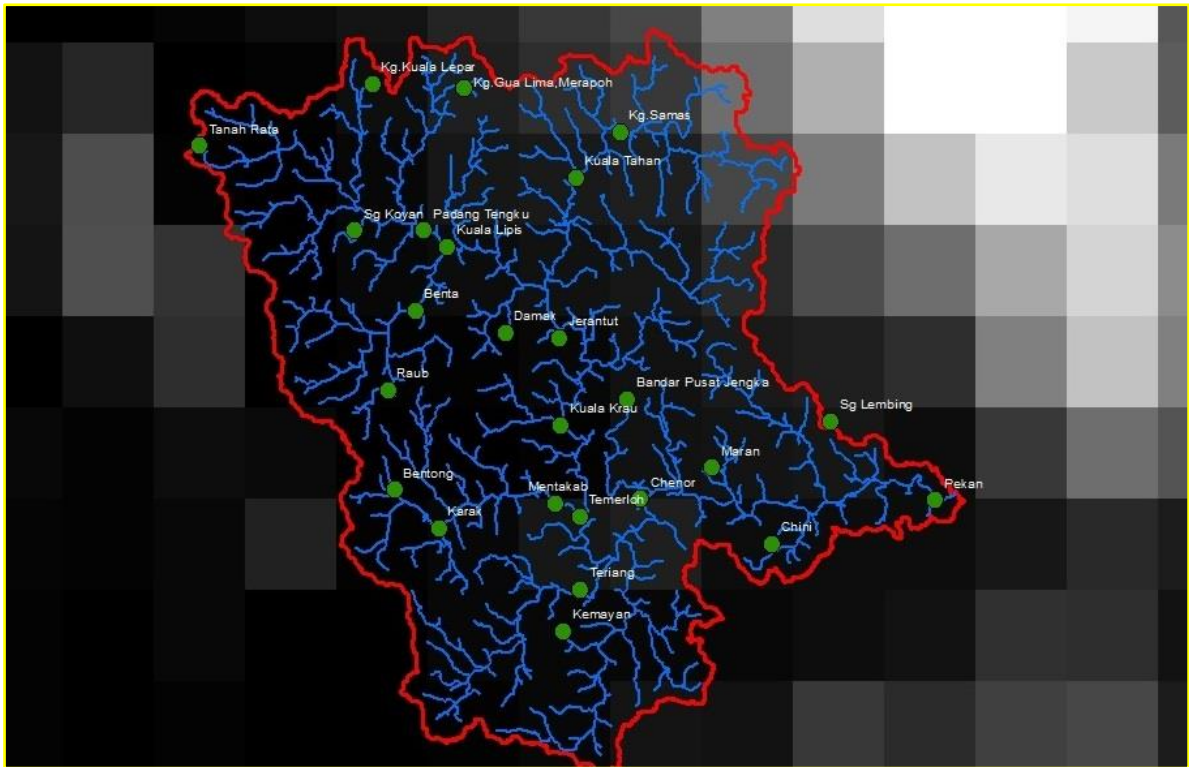 Kg.Kuala Lepar
Kg.Gua Lima,Merapoh
Kg.Samas
Tanah Rata
Kuala Tahan
Sg Koyan
Padang Tengku
Kuala Lipis
Benta
Damak
Jerantut
Raub
Bandar Pusat Jengka
Sg Lembing
Kuala Krau
Maran
Bentong
Mentakab
Chenor
Pekan
Temerloh
Karak
Chini
Teriang
Kemayan